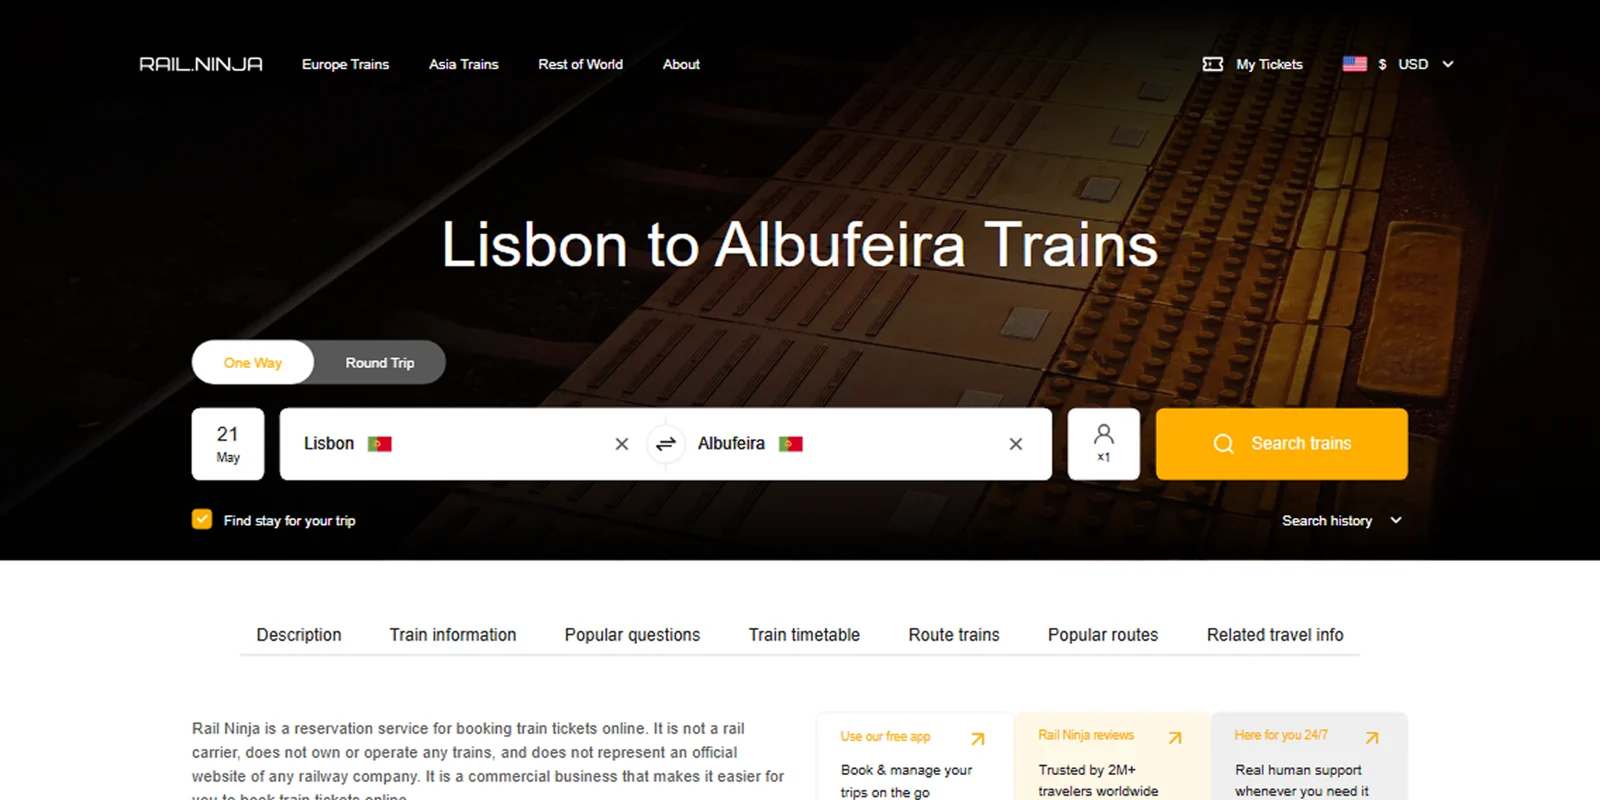 RAIL.NINJA
Europe Trains
Asia Trains
Rest of World
About
My Tickets
$ USD
Lisbon to Albufeira Trains
One Way
Round Trip
21
May
Lisbon
Albufeira
x1
Search trains
Find stay for your trip
Search history
Description
Train information
Popular questions
Train timetable
Route trains
Popular routes
Related travel info
Rail Ninja is a reservation service for booking train tickets online. It is not a rail
carrier, does not own or operate any trains, and does not represent an official
website of any railway company. It is a commercial business that makes it easier for
you to book train tickets online.
Use our free app
Book & manage your
trips on the go
Rail Ninja reviews
Trusted by 2M+
travelers worldwide
Here for you 24/7
Real human support
whenever you need it